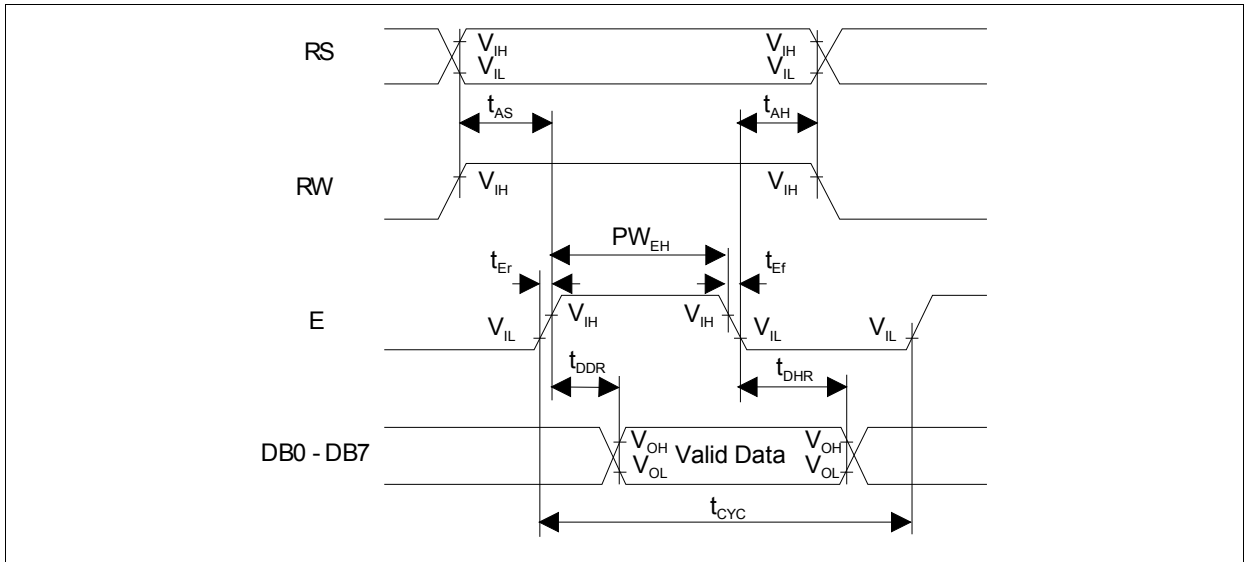 RS
V_IH V_IH
V_IL V_IL
t_AS t_AH
RW
V_IH V_IH
PW_EH
t_Er t_Ef
E
V_IL V_IH V_IH V_IL V_IL
t_DDR t_DHR
DB0 - DB7
V_OH Valid Data V_OH
V_OL V_OL
t_CYC